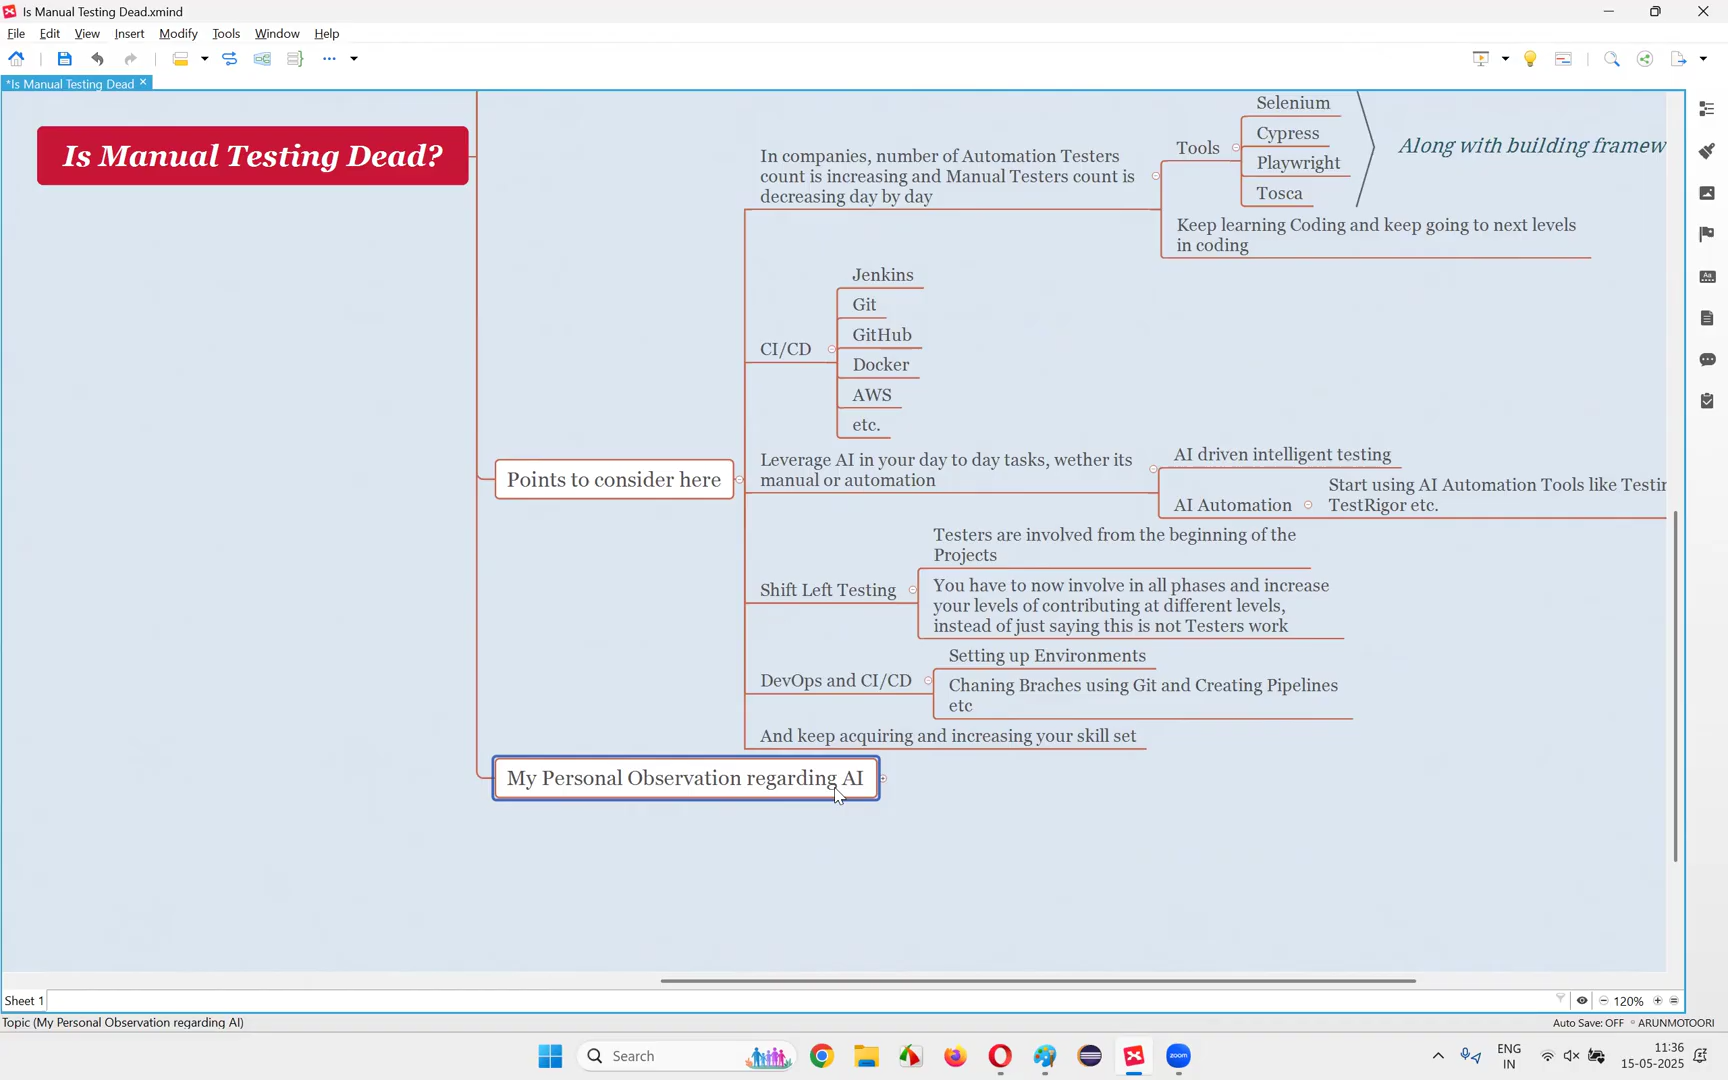 Is Manual Testing Dead.xmind
File Edit View Insert Modify Tools Window Help
*Is Manual Testing Dead
Is Manual Testing Dead?
In companies, number of Automation Testers
count is increasing and Manual Testers count is
decreasing day by day
Tools
Selenium
Cypress
Playwright
Tosca
Along with building framew
Keep learning Coding and keep going to next levels
in coding
CI/CD
Jenkins
Git
GitHub
Docker
AWS
etc.
Points to consider here
Leverage AI in your day to day tasks, wether its
manual or automation
AI driven intelligent testing
AI Automation
Start using AI Automation Tools like Testin
TestRigor etc.
Shift Left Testing
Testers are involved from the beginning of the
Projects
You have to now involve in all phases and increase
your levels of contributing at different levels,
instead of just saying this is not Testers work
DevOps and CI/CD
Setting up Environments
Chaning Braches using Git and Creating Pipelines
etc
And keep acquiring and increasing your skill set
My Personal Observation regarding AI
Sheet 1
120%
Topic (My Personal Observation regarding AI)
Auto Save: OFF
ARUNMOTOORI
Search
zoom
ENG
IN
11:36
15-05-2025